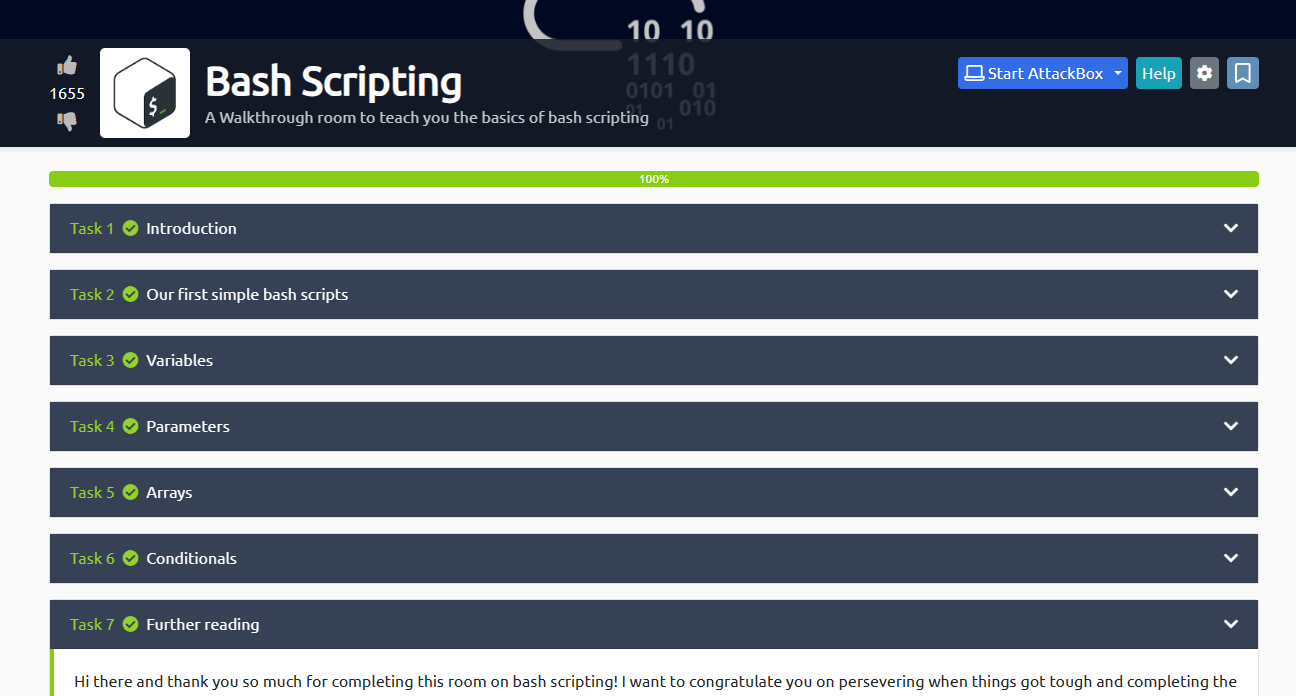 10 10
1110
0101 01
01 010
01
1655
$
Bash Scripting
A Walkthrough room to teach you the basics of bash scripting
Start AttackBox
Help
100%
Task 1 Introduction
Task 2 Our first simple bash scripts
Task 3 Variables
Task 4 Parameters
Task 5 Arrays
Task 6 Conditionals
Task 7 Further reading
Hi there and thank you so much for completing this room on bash scripting! I want to congratulate you on persevering when things got tough and completing the